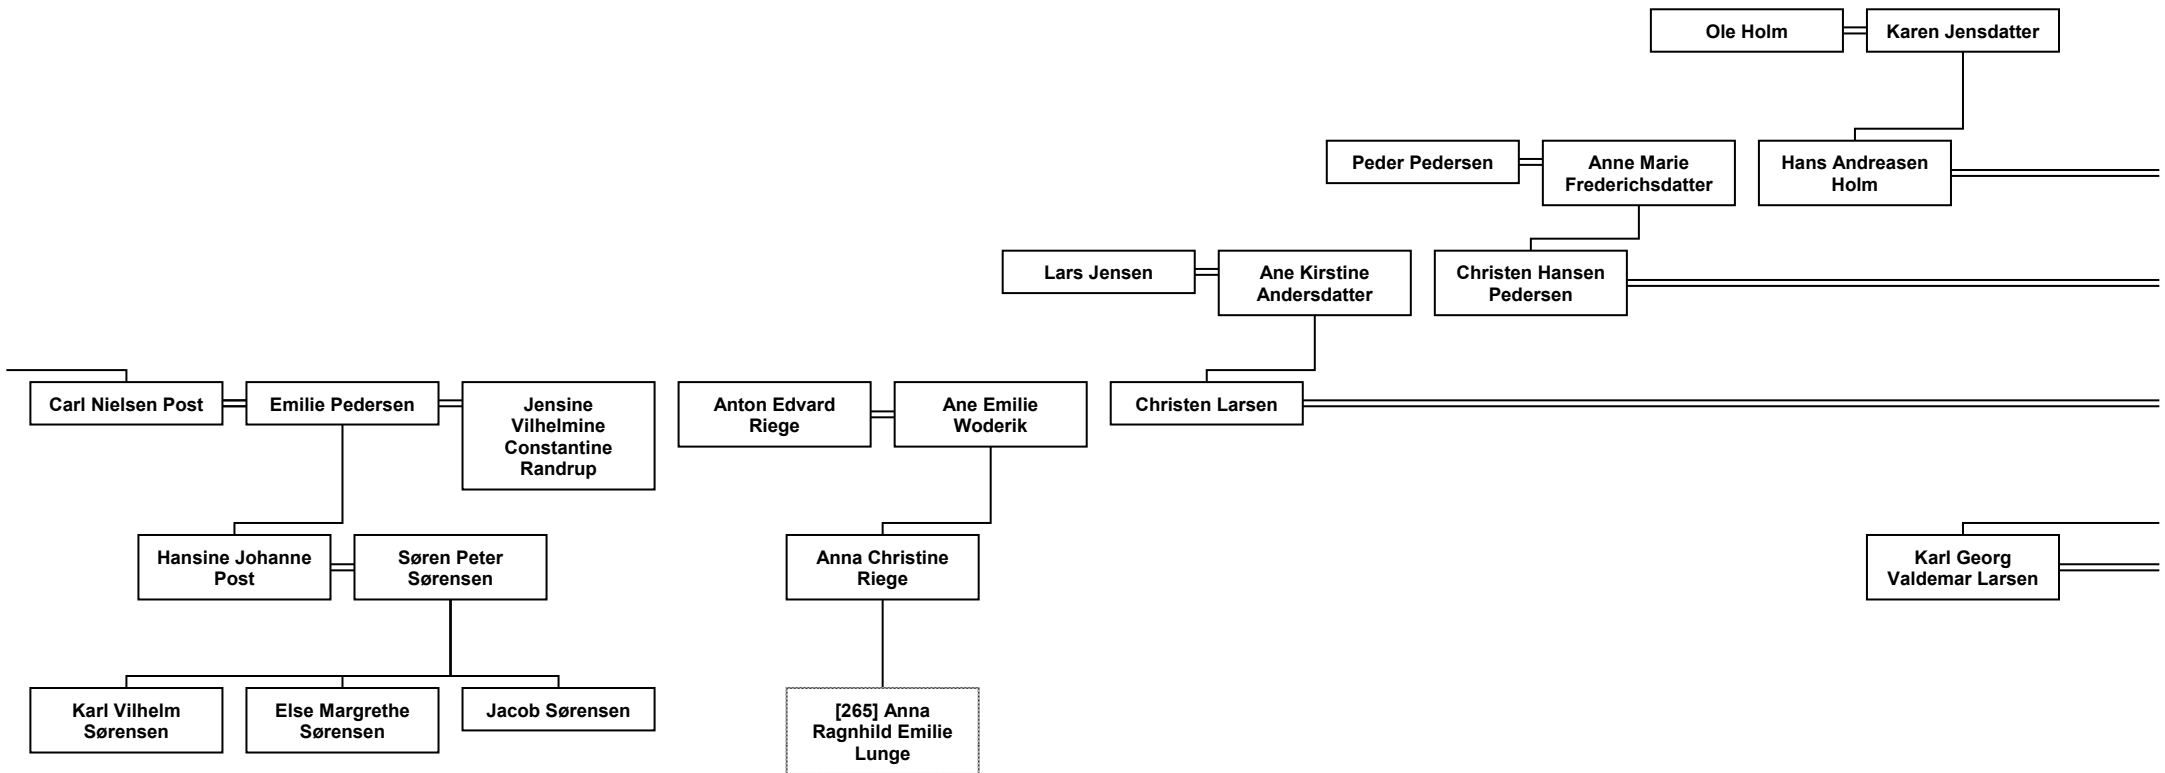 Ole Holm
Karen Jensdatter
Peder Pedersen
Anne Marie
Frederichsdatter
Hans Andreasen
Holm
Lars Jensen
Ane Kirstine
Andersdatter
Christen Hansen
Pedersen
Carl Nielsen Post
Emilie Pedersen
Jensine
Vilhelmine
Constantine
Randrup
Anton Edvard
Riege
Ane Emilie
Woderik
Christen Larsen
Hansine Johanne
Post
Søren Peter
Sørensen
Anna Christine
Riege
Karl Georg
Valdemar Larsen
Karl Vilhelm
Sørensen
Else Margrethe
Sørensen
Jacob Sørensen
[265] Anna
Ragnhild Emilie
Lunge